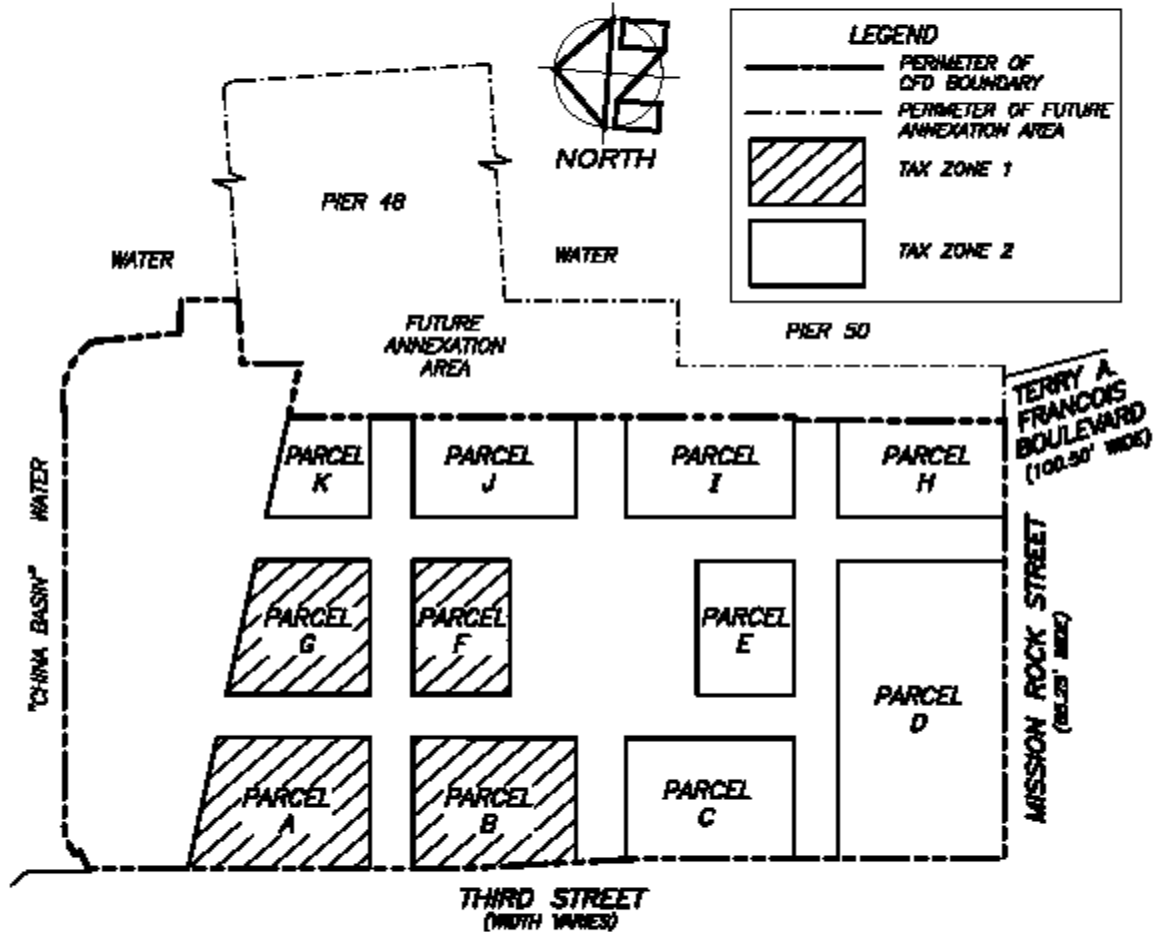 LEGEND
PERIMETER OF
CFD BOUNDARY
PERIMETER OF FUTURE
ANNEXATION AREA
TAX ZONE 1
TAX ZONE 2
NORTH
PIER 48
WATER
WATER
FUTURE
ANNEXATION
AREA
PIER 50
TERRY A.
FRANCOIS
BOULEVARD
(100.50' WIDE)
PARCEL
K
PARCEL
J
PARCEL
I
PARCEL
H
"CHINA BASIN" WATER
PARCEL
G
PARCEL
F
PARCEL
E
PARCEL
D
MISSION ROCK STREET
WIDE)
PARCEL
A
PARCEL
B
PARCEL
C
THIRD STREET
(WIDTH VARIES)